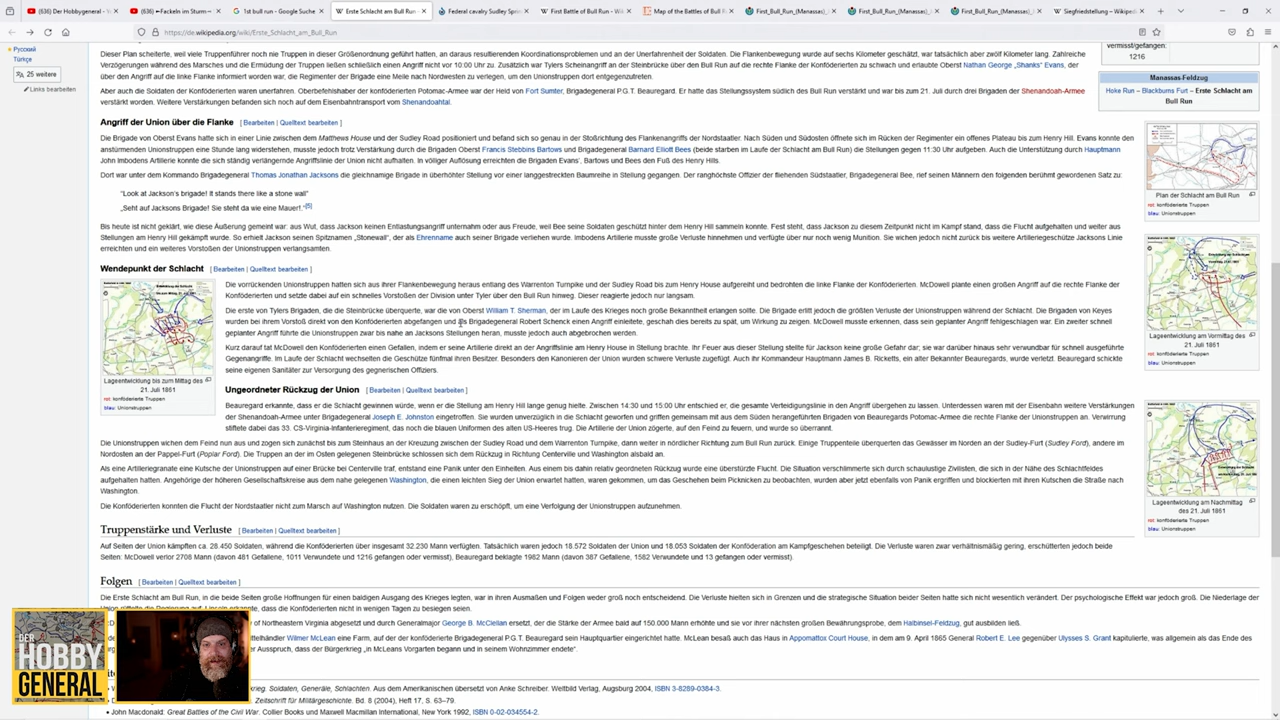 (636) Der Hobbygeneral -
(636) ➸Fackeln im Sturm➸
1st bull run - Google Suche
Erste Schlacht am Bull Run
Federal cavalry Sudley Sprin
First Battle of Bull Run - Wi
Map of the Battles of Bull R
First_Bull_Run_(Manassas)_
First_Bull_Run_(Manassas)_
First_Bull_Run_(Manassas)_
Siegfriedstellung – Wikiped
https://de.wikipedia.org/wiki/Erste_Schlacht_am_Bull_Run
Русский
Türkçe
25 weitere
Links bearbeiten
Dieser Plan scheiterte, weil viele Truppenführer noch nie Truppen in dieser Größenordnung geführt hatten, an daraus resultierenden Koordinationsproblemen und an der Unerfahrenheit der Soldaten. Die Flankenbewegung wurde auf sechs Kilometer geschätzt, war tatsächlich aber zwölf Kilometer lang. Zahlreiche
Verzögerungen während des Marsches und die Ermüdung der Truppen ließen schließlich einen Angriff nicht vor 10:00 Uhr zu. Zusätzlich war Tylers Scheinangriff an der Steinbrücke über den Bull Run auf die rechte Flanke der Konföderierten zu schwach und erlaubte Oberst Nathan George „Shanks“ Evans, der
über den Angriff auf die linke Flanke informiert worden war, die Regimenter der Brigade eine Meile nach Nordwesten zu verlegen, um den Unionstruppen dort entgegenzutreten.
Aber auch die Soldaten der Konföderierten waren unerfahren. Oberbefehlshaber der konföderierten Potomac-Armee war der Held von Fort Sumter, Brigadegeneral P.G.T. Beauregard. Er hatte das Stellungssystem südlich des Bull Run verstärkt und war bis zum 21. Juli durch drei Brigaden der Shenandoah-Armee
verstärkt worden. Weitere Verstärkungen befanden sich noch auf dem Eisenbahntransport vom Shenandoahtal.
vermisst/gefangen:
1216
Manassas-Feldzug
Hoke Run – Blackburns Furt – Erste Schlacht am
Bull Run
Angriff der Union über die Flanke [ Bearbeiten | Quelltext bearbeiten ]
Die Brigade von Oberst Evans hatte sich in einer Linie zwischen dem Matthews House und der Sudley Road positioniert und befand sich so genau in der Stoßrichtung des Flankenangriffs der Nordstaatler. Nach Süden und Südosten öffnete sich im Rücken der Regimenter ein offenes Plateau bis zum Henry Hill. Evans konnte den
anstürmenden Unionstruppen eine Stunde lang widerstehen, musste jedoch trotz Verstärkung durch die Brigaden Oberst Francis Stebbins Bartows und Brigadegeneral Barnard Elliott Bees (beide starben im Laufe der Schlacht am Bull Run) die Stellungen gegen 11:30 Uhr aufgeben. Auch die Unterstützung durch Hauptmann
John Imbodens Artillerie konnte die sich ständig verlängernde Angriffslinie der Union nicht aufhalten. In völliger Auflösung erreichten die Brigaden Evans', Bartows und Bees den Fuß des Henry Hills.
Dort war unter dem Kommando Brigadegeneral Thomas Jonathan Jacksons die gleichnamige Brigade in überhöhter Stellung vor einer langgestreckten Baumreihe in Stellung gegangen. Der ranghöchste Offizier der fliehenden Südstaatler, Brigadegeneral Bee, rief seinen Männern den folgenden berühmt gewordenen Satz zu:
“Look at Jackson's brigade! It stands there like a stone wall”
„Seht auf Jacksons Brigade! Sie steht da wie eine Mauer!.“[5]
Bis heute ist nicht geklärt, wie diese Äußerung gemeint war: aus Wut, dass Jackson keinen Entlastungsangriff unternahm oder aus Freude, weil Bee seine Soldaten geschützt hinter dem Henry Hill sammeln konnte. Fest steht, dass Jackson zu diesem Zeitpunkt nicht im Kampf stand, dass die Flucht aufgehalten und weiter aus
Stellungen am Henry Hill gekämpft wurde. So erhielt Jackson seinen Spitznamen „Stonewall“, der als Ehrenname auch seiner Brigade verliehen wurde. Imbodens Artillerie musste große Verluste hinnehmen und verfügte über nur noch wenig Munition. Sie wichen jedoch nicht zurück bis weitere Artilleriegeschütze Jacksons Linie
erreichten und ein weiteres Vorstoßen der Unionstruppen verlangsamten.
Plan der Schlacht am Bull Run
rot: konföderierte Truppen
blau: Unionstruppen
Wendepunkt der Schlacht [ Bearbeiten | Quelltext bearbeiten ]
Die vorrückenden Unionstruppen hatten sich aus ihrer Flankenbewegung heraus entlang des Warrenton Turnpike und der Sudley Road bis zum Henry House aufgereiht und bedrohten die linke Flanke der Konföderierten. McDowell plante einen großen Angriff auf die rechte Flanke der
Konföderierten und setzte dabei auf ein schnelles Vorstoßen der Division unter Tyler über den Bull Run hinweg. Dieser reagierte jedoch nur langsam.
Die erste von Tylers Brigaden, die die Steinbrücke überquerte, war die von Oberst William T. Sherman, der im Laufe des Krieges noch große Bekanntheit erlangen sollte. Die Brigade erlitt jedoch die größten Verluste der Unionstruppen während der Schlacht. Die Brigaden von Keyes
wurden bei ihrem Vorstoß direkt von den Konföderierten abgefangen und als Brigadegeneral Robert Schenck einen Angriff einleitete, geschah dies bereits zu spät, um Wirkung zu zeigen. McDowell musste erkennen, dass sein geplanter Angriff fehlgeschlagen war. Ein zweiter schnell
geplanter Angriff führte die Unionstruppen zwar bis nahe an Jacksons Stellungen heran, musste jedoch auch abgebrochen werden.
Kurz darauf tat McDowell den Konföderierten einen Gefallen, indem er seine Artillerie direkt an der Angriffslinie am Henry House in Stellung brachte. Ihr Feuer aus dieser Stellung stellte für Jackson keine große Gefahr dar; sie war darüber hinaus sehr verwundbar für schnell ausgeführte
Gegenangriffe. Im Laufe der Schlacht wechselten die Geschütze fünfmal ihren Besitzer. Besonders den Kanonieren der Union wurden schwere Verluste zugefügt. Auch ihr Kommandeur Hauptmann James B. Ricketts, ein alter Bekannter Beauregards, wurde verletzt. Beauregard schickte
seine eigenen Sanitäter zur Versorgung des gegnerischen Offiziers.
Lageentwicklung bis zum Mittag des
21. Juli 1861
rot: konföderierte Truppen
blau: Unionstruppen
Lageentwicklung am Vormittag des
21. Juli 1861
rot: konföderierte Truppen
blau: Unionstruppen
Ungeordneter Rückzug der Union [ Bearbeiten | Quelltext bearbeiten ]
Beauregard erkannte, dass er die Schlacht gewinnen würde, wenn er die Stellung am Henry Hill lange genug hielte. Zwischen 14:30 und 15:00 Uhr entschied er, die gesamte Verteidigungslinie in den Angriff übergehen zu lassen. Unterdessen waren mit der Eisenbahn weitere Verstärkungen
der Shenandoah-Armee unter Brigadegeneral Joseph E. Johnston eingetroffen. Sie wurden unverzüglich in die Schlacht geworfen und griffen gemeinsam mit aus dem Süden herangeführten Brigaden von Beauregards Potomac-Armee die rechte Flanke der Unionstruppen an. Verwirrung
stiftete dabei das 33. CS-Virginia-Infanterieregiment, das noch die blauen Uniformen des alten US-Heeres trug. Die Artillerie der Union zögerte, auf den Feind zu feuern, und wurde so überrannt.
Die Unionstruppen wichen dem Feind nun aus und zogen sich zunächst bis zum Steinhaus an der Kreuzung zwischen der Sudley Road und dem Warrenton Turnpike, dann weiter in nördlicher Richtung zum Bull Run zurück. Einige Truppenteile überquerten das Gewässer im Norden an der Sudley-Furt (Sudley Ford), andere im
Nordosten an der Pappel-Furt (Poplar Ford). Die Truppen an der im Osten gelegenen Steinbrücke schlossen sich dem Rückzug in Richtung Centerville und Washington alsbald an.
Als eine Artilleriegranate eine Kutsche der Unionstruppen auf einer Brücke bei Centerville traf, entstand eine Panik unter den Einheiten. Aus einem bis dahin relativ geordneten Rückzug wurde eine überstürzte Flucht. Die Situation verschlimmerte sich durch schaulustige Zivilisten, die sich in der Nähe des Schlachtfeldes
aufgehalten hatten. Angehörige der höheren Gesellschaftskreise aus dem nahe gelegenen Washington, die einen leichten Sieg der Union erwartet hatten, waren gekommen, um das Geschehen beim Picknicken zu beobachten, wurden aber jetzt ebenfalls von Panik ergriffen und blockierten mit ihren Kutschen die Straße nach
Washington.
Die Konföderierten konnten die Flucht der Nordstaatler nicht zum Marsch auf Washington nutzen. Die Soldaten waren zu erschöpft, um eine Verfolgung der Unionstruppen aufzunehmen.
Lageentwicklung am Nachmittag
des 21. Juli 1861
rot: konföderierte Truppen
blau: Unionstruppen
Truppenstärke und Verluste [ Bearbeiten | Quelltext bearbeiten ]
Auf Seiten der Union kämpften ca. 28.450 Soldaten, während die Konföderierten über insgesamt 32.230 Mann verfügten. Tatsächlich waren jedoch 18.572 Soldaten der Union und 18.053 Soldaten der Konföderation am Kampfgeschehen beteiligt. Die Verluste waren zwar verhältnismäßig gering, erschütterten jedoch beide
Seiten: McDowell verlor 2708 Mann (davon 481 Gefallene, 1011 Verwundete und 1216 gefangen oder vermisst), Beauregard beklagte 1982 Mann (davon 387 Gefallene, 1582 Verwundete und 13 gefangen oder vermisst).
Folgen [ Bearbeiten | Quelltext bearbeiten ]
Die Erste Schlacht am Bull Run, in die beide Seiten große Hoffnungen für einen baldigen Ausgang des Krieges legten, war in ihren Ausmaßen und Folgen weder groß noch entscheidend. Die Verluste hielten sich in Grenzen und die strategische Situation beider Seiten hatte sich nicht wesentlich verändert. Der psychologische Effekt war jedoch groß. Die Niederlage der
dass die Konföderierten nicht in wenigen Tagen zu besiegen seien.
of Northeastern Virginia abgesetzt und durch Generalmajor George B. McClellan ersetzt, der die Stärke der Armee bald auf 150.000 Mann erhöhte und sie vor ihrer nächsten großen Bewährungsprobe, dem Halbinsel-Feldzug, gut ausbilden ließ.
ttelhändler Wilmer McLean eine Farm, auf der der konföderierte Brigadegeneral P.G.T. Beauregard sein Hauptquartier eingerichtet hatte. McLean besaß auch das Haus in Appomattox Court House, in dem am 9. April 1865 General Robert E. Lee gegenüber Ulysses S. Grant kapitulierte, was allgemein als das Ende des
r Ausspruch, dass der Bürgerkrieg „in McLeans Vorgarten begann und in seinem Wohnzimmer endete“.
krieg. Soldaten, Generäle, Schlachten. Aus dem Amerikanischen übersetzt von Anke Schreiber. Weltbild Verlag, Augsburg 2004, ISBN 3-8289-0384-3.
Zeitschrift für Militärgeschichte. Bd. 8 (2004), Heft 17, S. 63–79.
John Macdonald. Great Battles of the Civil War. Collier Books und Maxwell Macmillan International, New York 1992, ISBN 0-02-034554-2.
DER
HOBBY
GENERAL